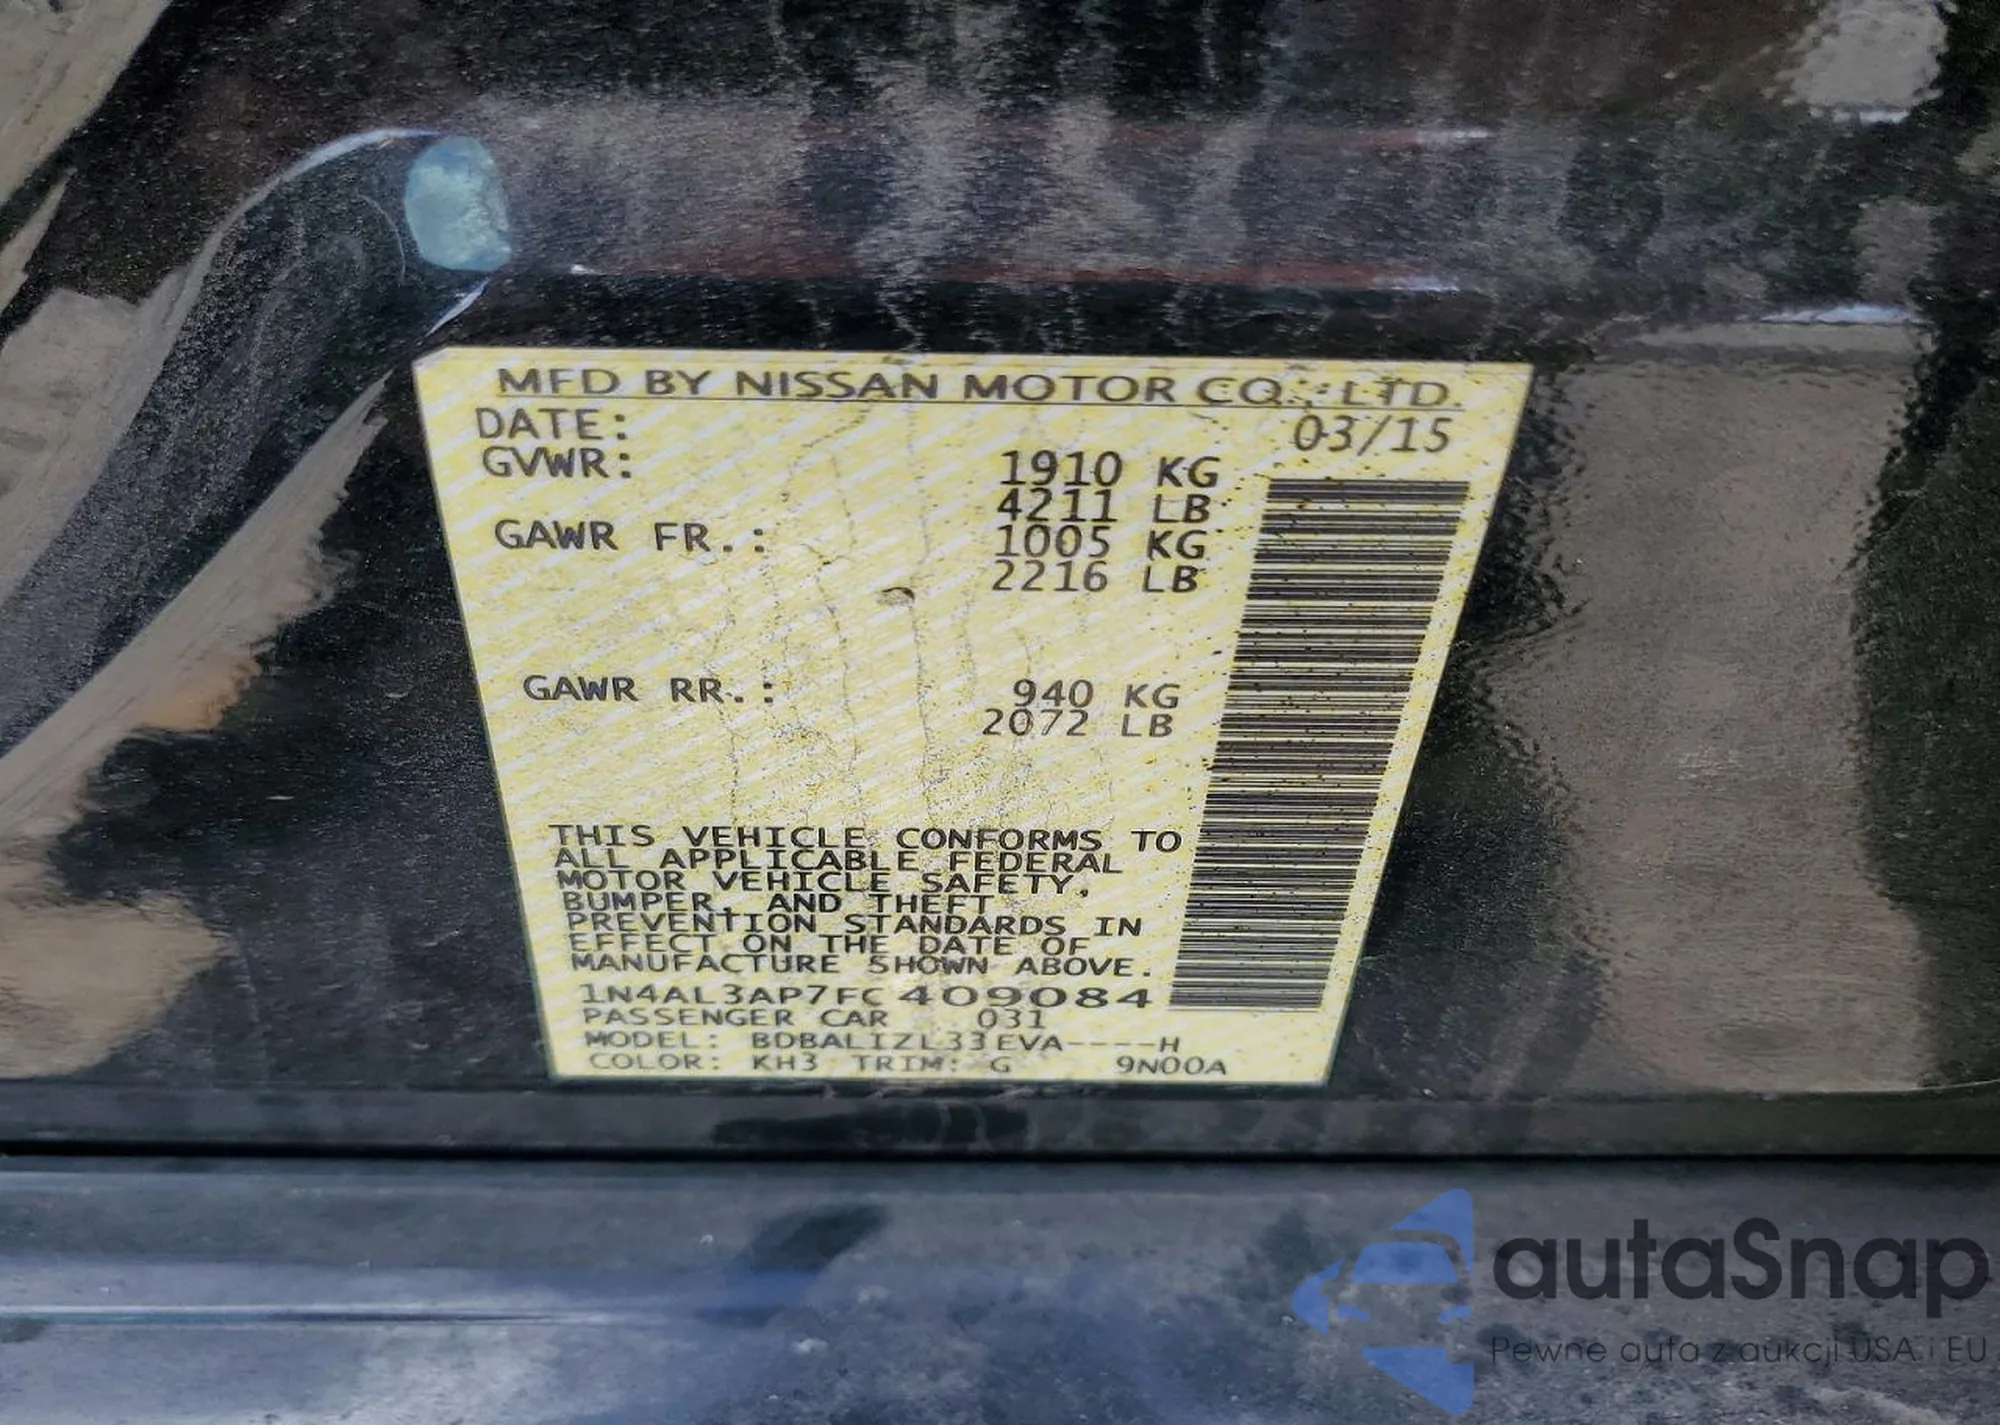 MFD BY NISSAN MOTOR CO., LTD.
DATE: 03/15
GVWR: 1910 KG
4211 LB
GAWR FR.: 1005 KG
2216 LB
GAWR RR.: 940 KG
2072 LB
THIS VEHICLE CONFORMS TO
ALL APPLICABLE FEDERAL
MOTOR VEHICLE SAFETY,
BUMPER, AND THEFT
PREVENTION STANDARDS IN
EFFECT ON THE DATE OF
MANUFACTURE SHOWN ABOVE.
1N4AL3AP7FC409084
PASSENGER CAR 031
MODEL: BDBALIZL33EVA----H
COLOR: KH3 TRIM: G 9N00A
autaSnap
Pewne auta z aukcji USA i EU